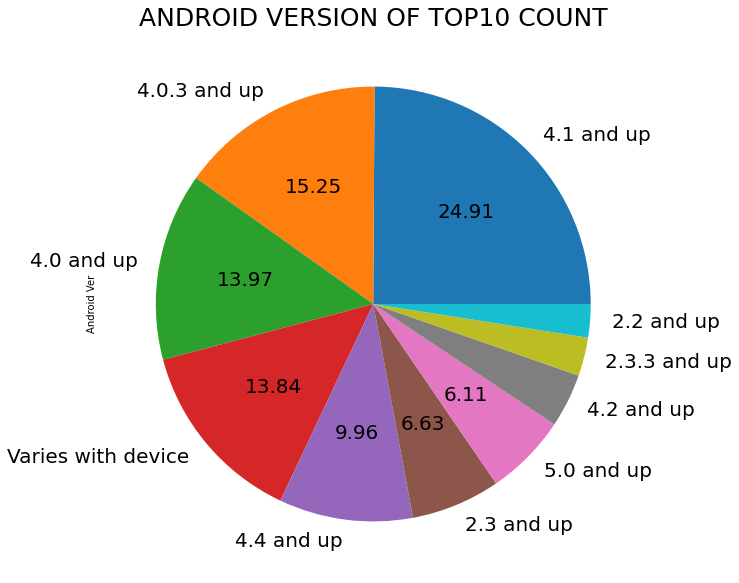 ANDROID VERSION OF TOP10 COUNT
4.0.3 and up
4.1 and up
15.25
24.91
4.0 and up
13.97
Android Ver
2.2 and up
2.3.3 and up
13.84
6.11
4.2 and up
6.63
9.96
Varies with device
5.0 and up
2.3 and up
4.4 and up